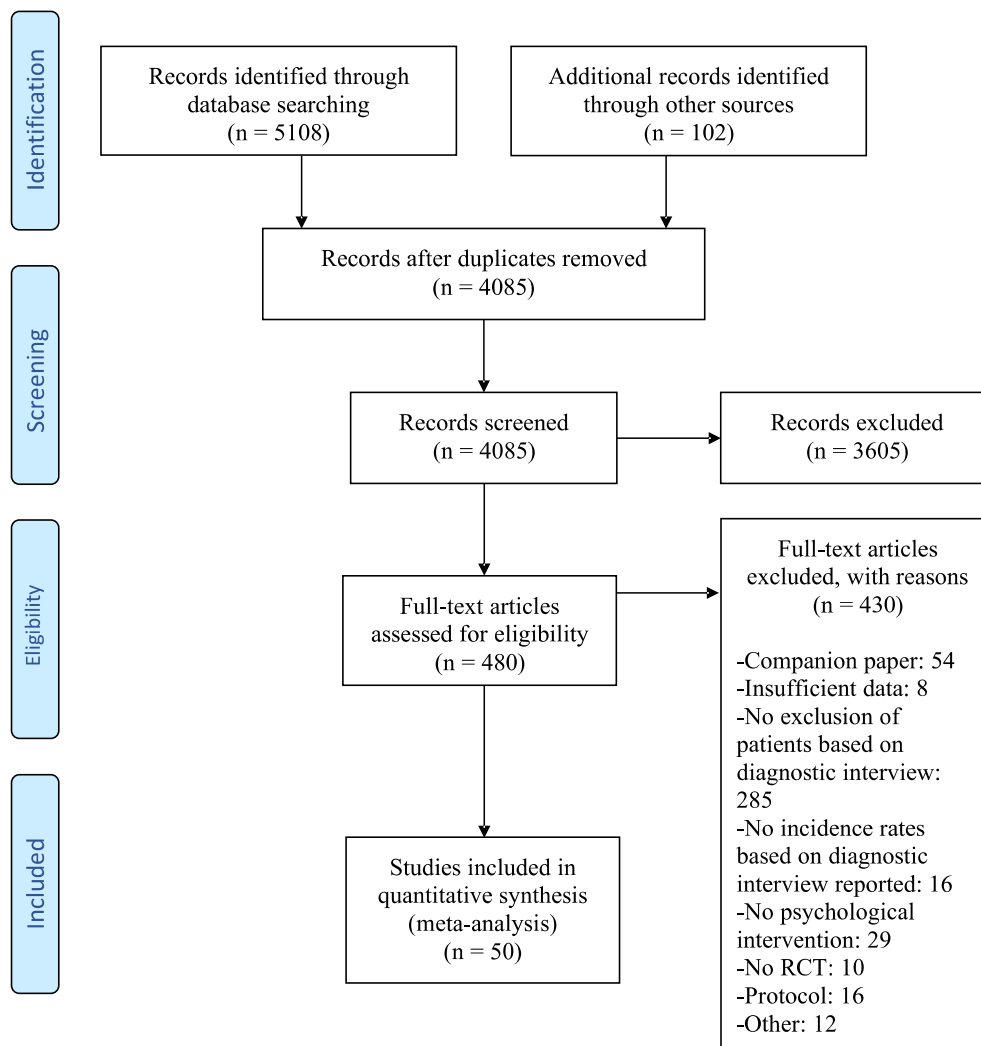 Identification
Records identified through
database searching
(n = 5108)
Additional records identified
through other sources
(n = 102)
Records after duplicates removed
(n = 4085)
Screening
Records screened
(n = 4085)
Records excluded
(n = 3605)
Eligibility
Full-text articles
assessed for eligibility
(n = 480)
Full-text articles
excluded, with reasons
(n = 430)
-Companion paper: 54
-Insufficient data: 8
-No exclusion of
patients based on
diagnostic interview:
285
-No incidence rates
based on diagnostic
interview reported: 16
-No psychological
intervention: 29
-No RCT: 10
-Protocol: 16
-Other: 12
Included
Studies included in
quantitative synthesis
(meta-analysis)
(n = 50)